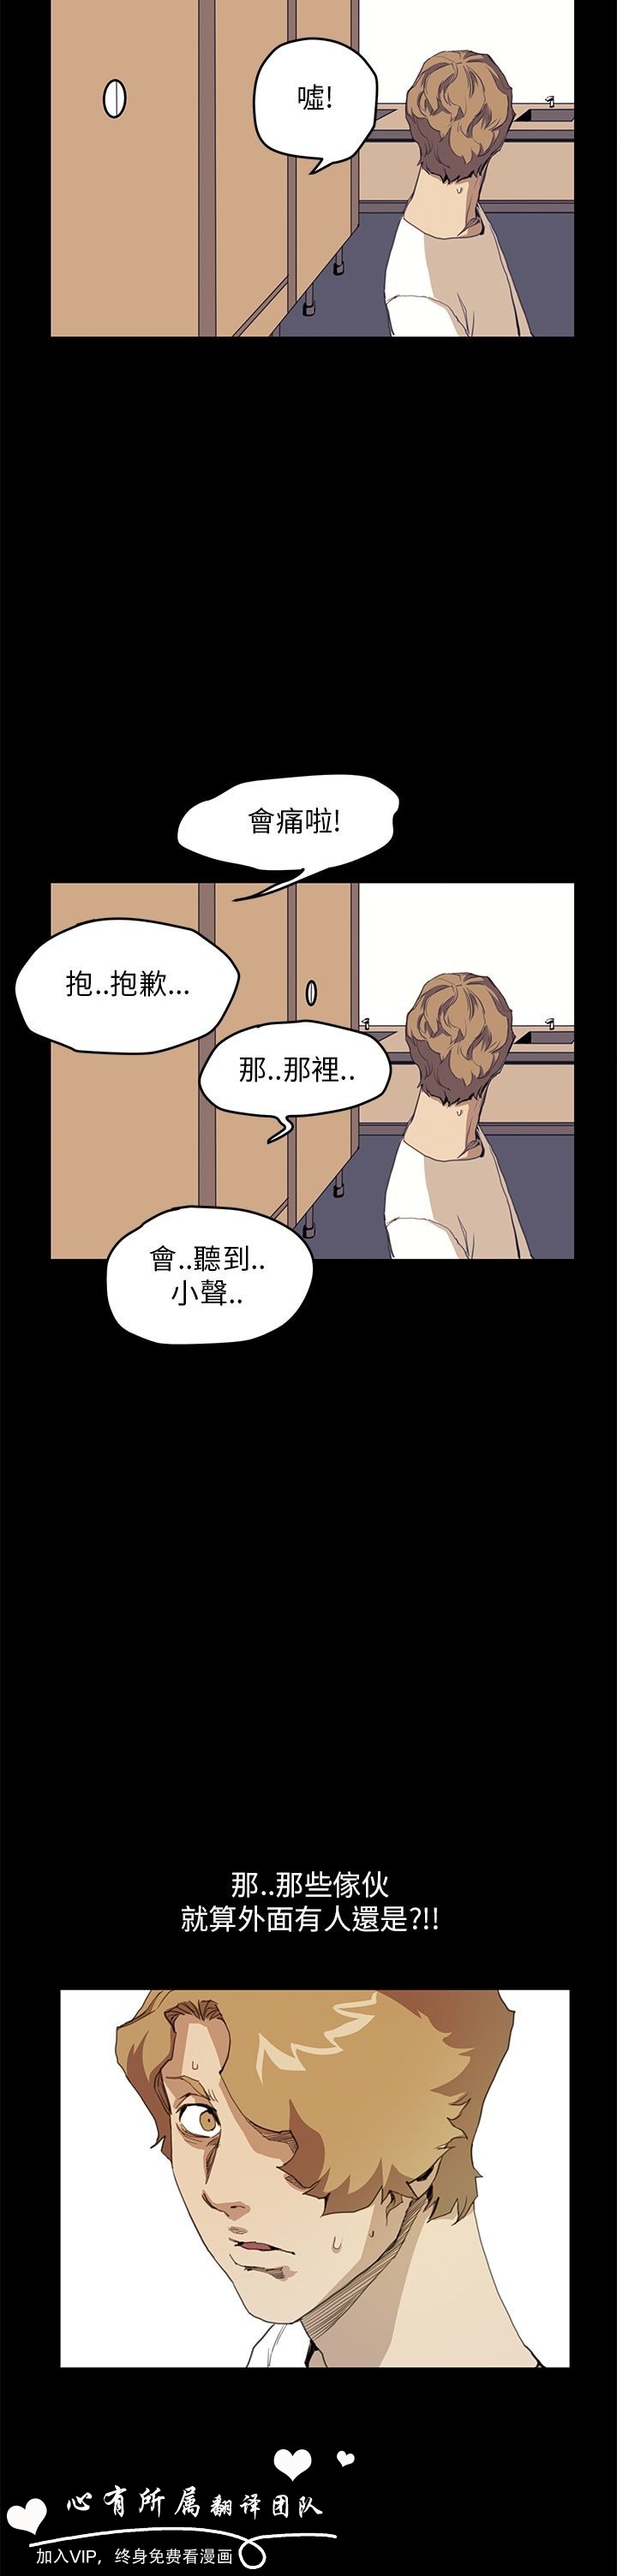 噓!
會痛啦!
抱..抱歉...
那..那裡..
會..聽到..
小聲..
那..那些傢伙
就算外面有人還是?!!
心有所属翻译团队
加入VIP，终身免费看漫画